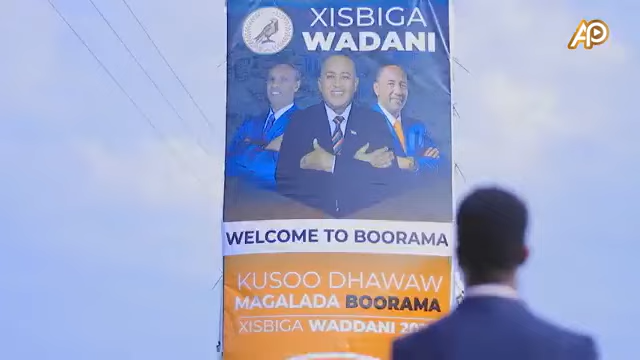 XISBIGA
WADANI
AP
WELCOME TO BOORAMA
KUSOO DHAWAW
MAGALADA BOORAMA
XISBIGA WADDANI